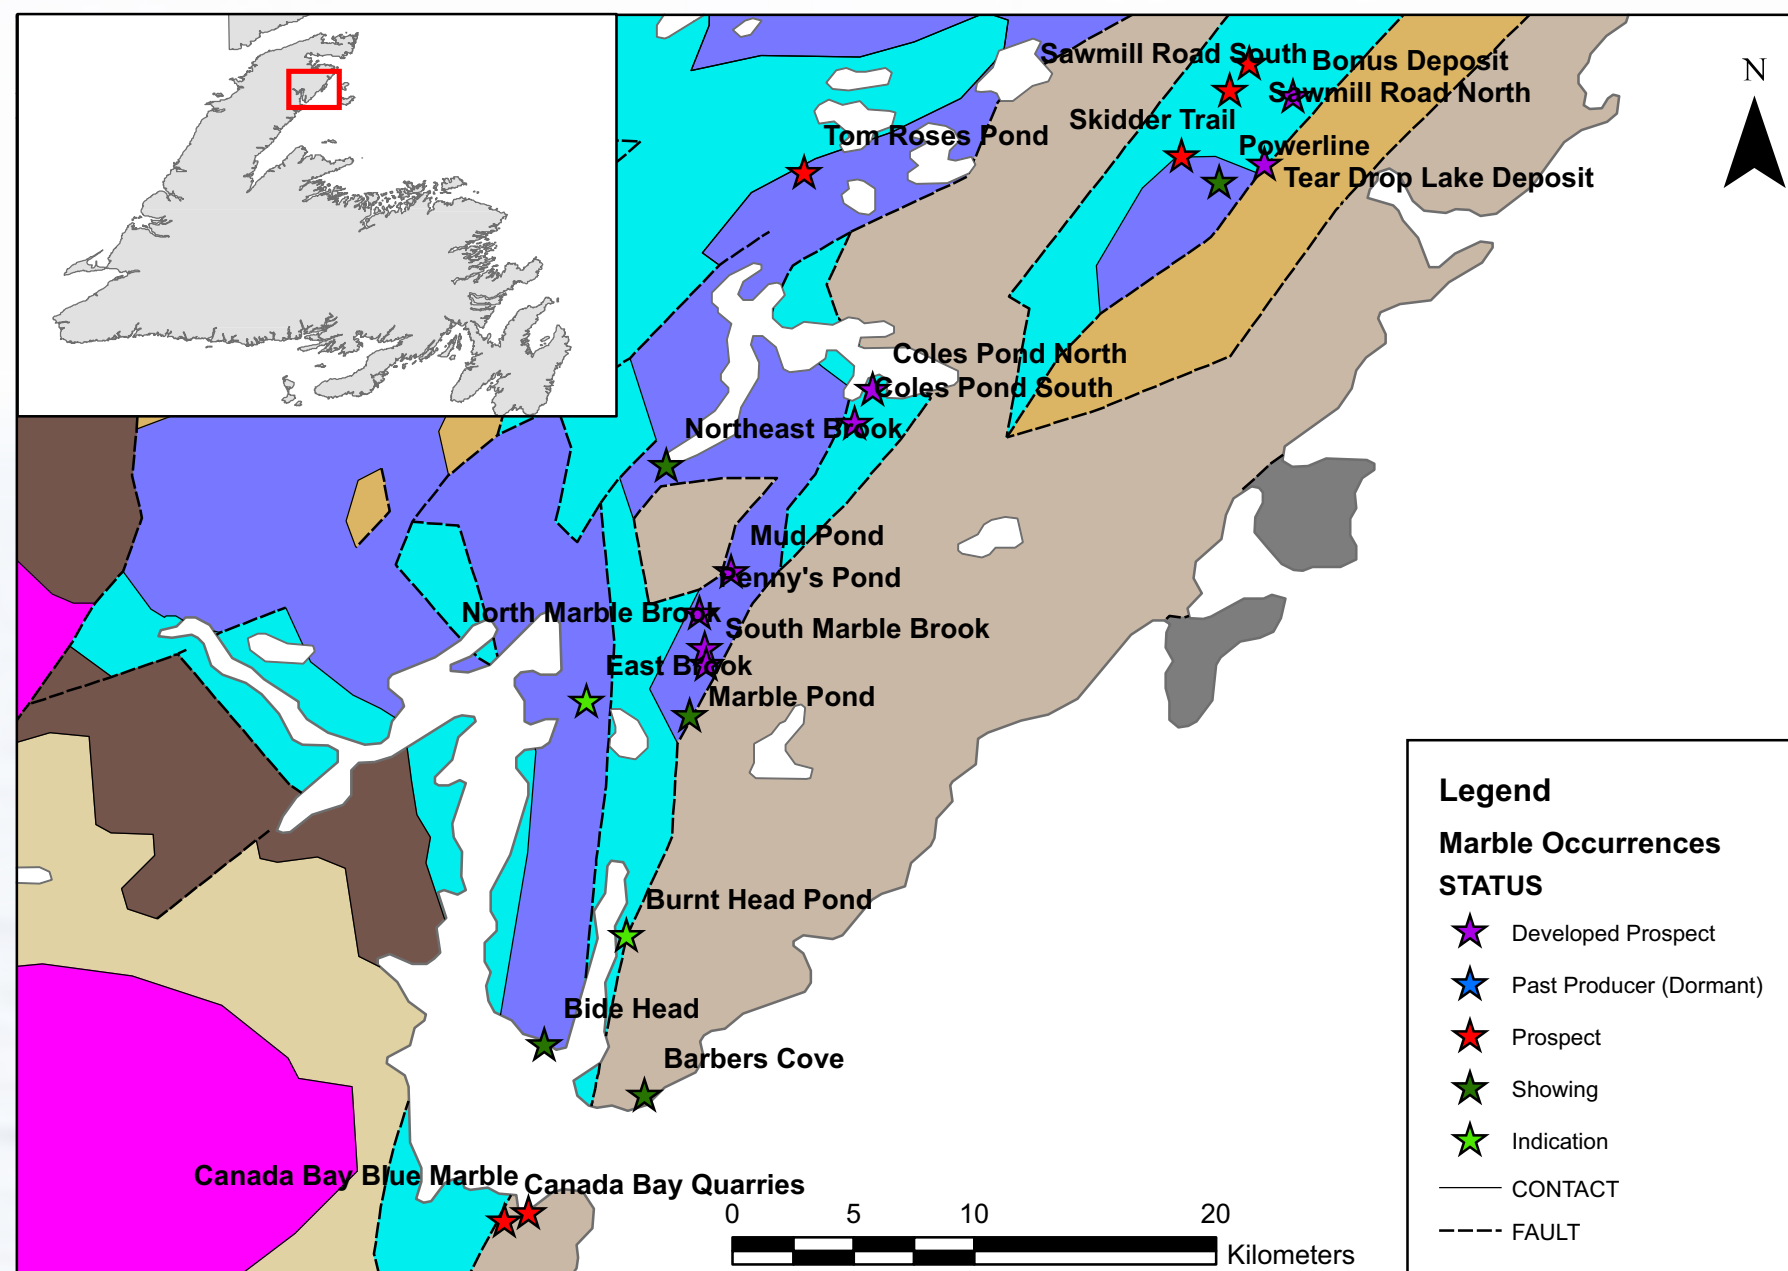 Sawmill Road South
Bonus Deposit
N
Sawmill Road North
Skidder Trail
Tom Roses Pond
Powerline
Tear Drop Lake Deposit
Coles Pond North
Coles Pond South
Northeast Brook
Mud Pond
Penny's Pond
North Marble Brook
South Marble Brook
East Brook
Marble Pond
Burnt Head Pond
Bide Head
Barbers Cove
Canada Bay Blue Marble
Canada Bay Quarries
0 5 10 20
Kilometers
Legend
Marble Occurrences
STATUS
Developed Prospect
Past Producer (Dormant)
Prospect
Showing
Indication
CONTACT
FAULT